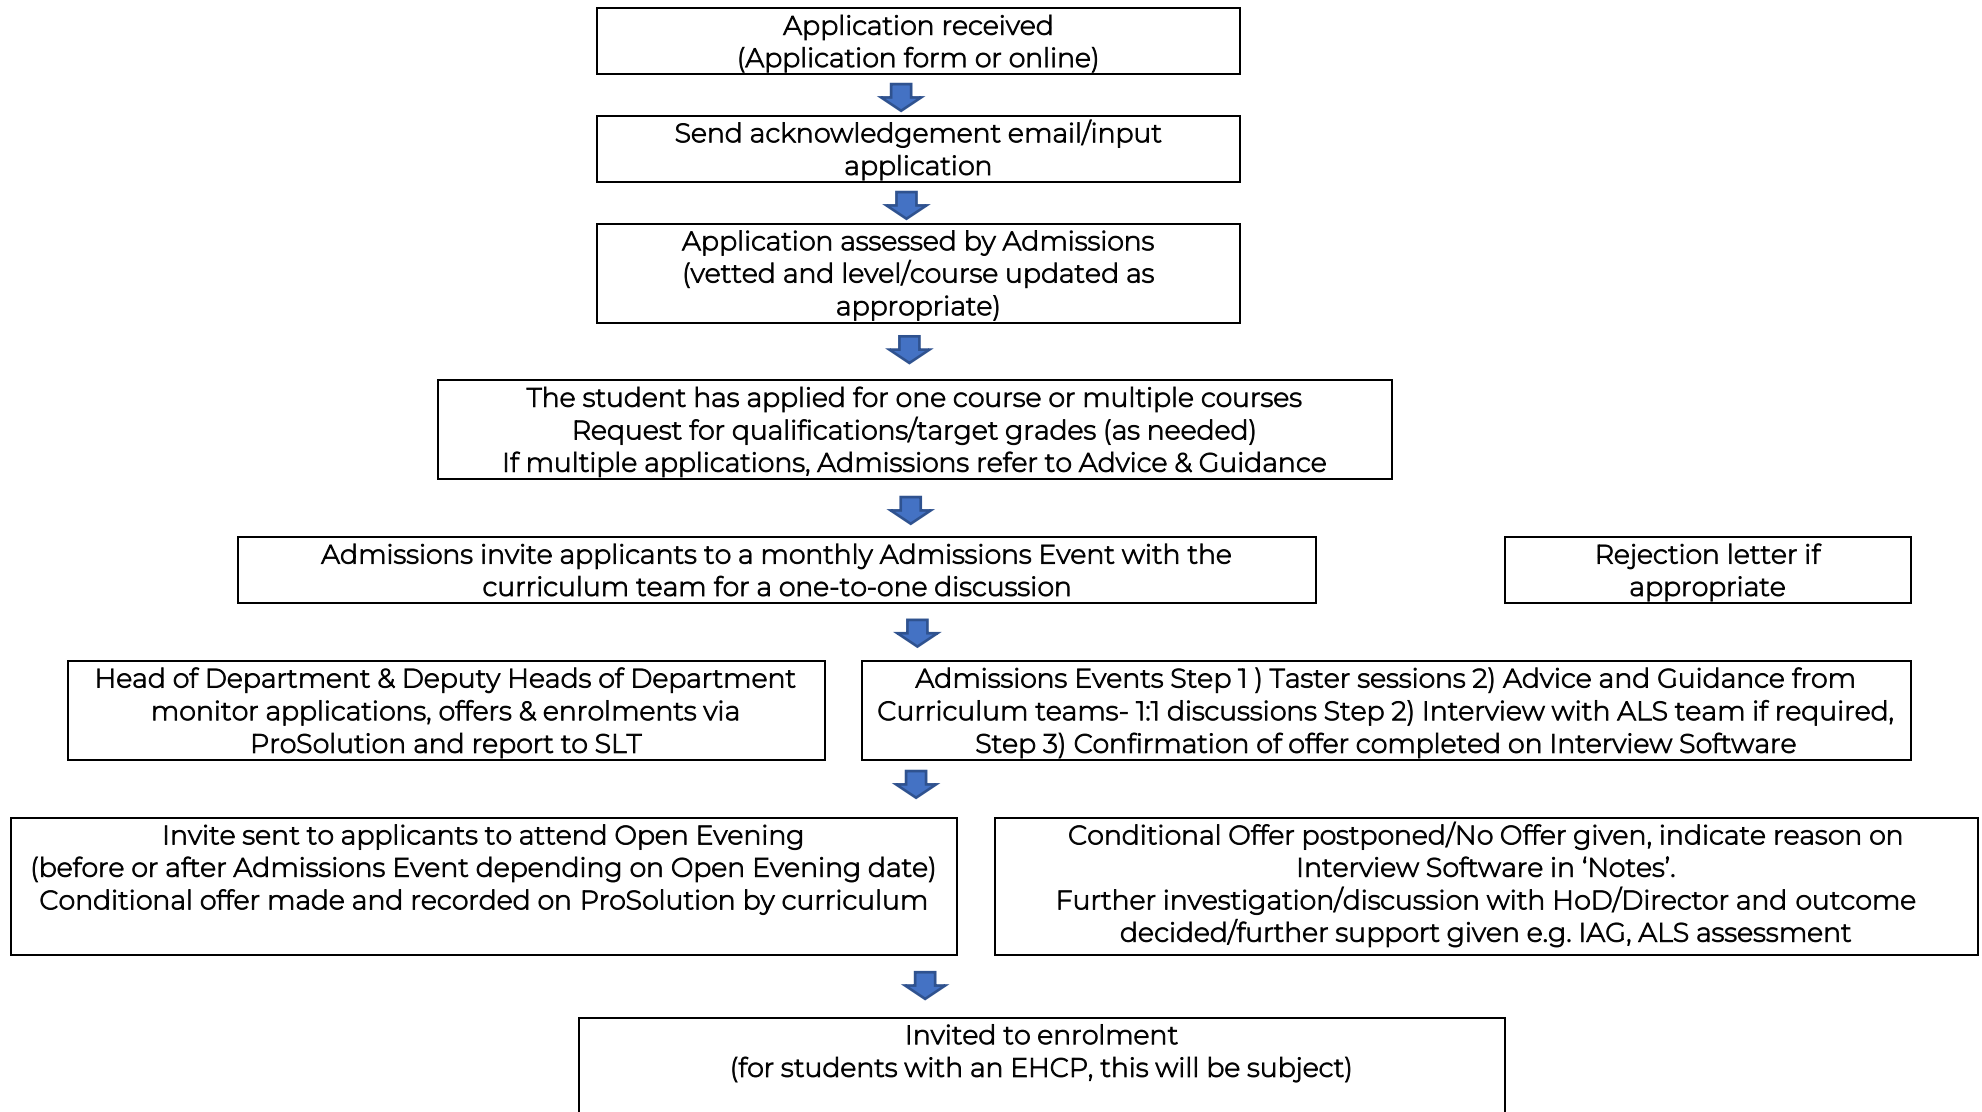 Application received
(Application form or online)
Send acknowledgement email/input
application
Application assessed by Admissions
(vetted and level/course updated as
appropriate)
The student has applied for one course or multiple courses
Request for qualifications/target grades (as needed)
If multiple applications, Admissions refer to Advice & Guidance
Admissions invite applicants to a monthly Admissions Event with the
curriculum team for a one-to-one discussion
Rejection letter if
appropriate
Head of Department & Deputy Heads of Department
monitor applications, offers & enrolments via
ProSolution and report to SLT
Admissions Events Step 1 ) Taster sessions 2) Advice and Guidance from
Curriculum teams- 1:1 discussions Step 2) Interview with ALS team if required,
Step 3) Confirmation of offer completed on Interview Software
Invite sent to applicants to attend Open Evening
(before or after Admissions Event depending on Open Evening date)
Conditional offer made and recorded on ProSolution by curriculum
Conditional Offer postponed/No Offer given, indicate reason on
Interview Software in ‘Notes’.
Further investigation/discussion with HoD/Director and outcome
decided/further support given e.g. IAG, ALS assessment
Invited to enrolment
(for students with an EHCP, this will be subject)